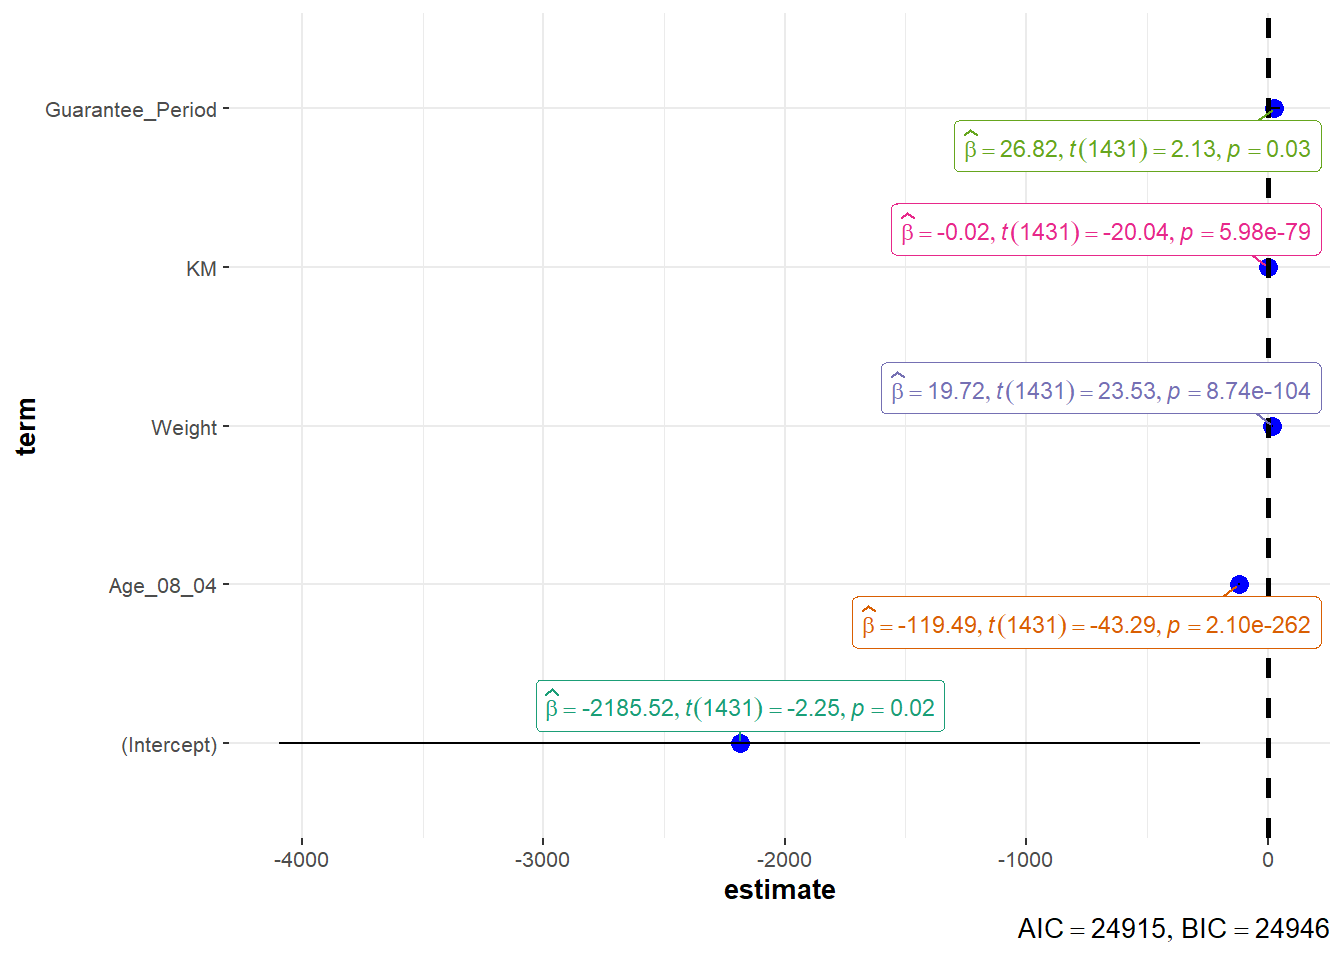 Guarantee_Period
β̂ = 26.82, t(1431) = 2.13, p = 0.03
β̂ = -0.02, t(1431) = -20.04, p = 5.98e-79
KM
β̂ = 19.72, t(1431) = 23.53, p = 8.74e-104
Weight
term
Age_08_04
β̂ = -119.49, t(1431) = -43.29, p = 2.10e-262
β̂ = -2185.52, t(1431) = -2.25, p = 0.02
(Intercept)
-4000 -3000 -2000 -1000 0
estimate
AIC = 24915, BIC = 24946